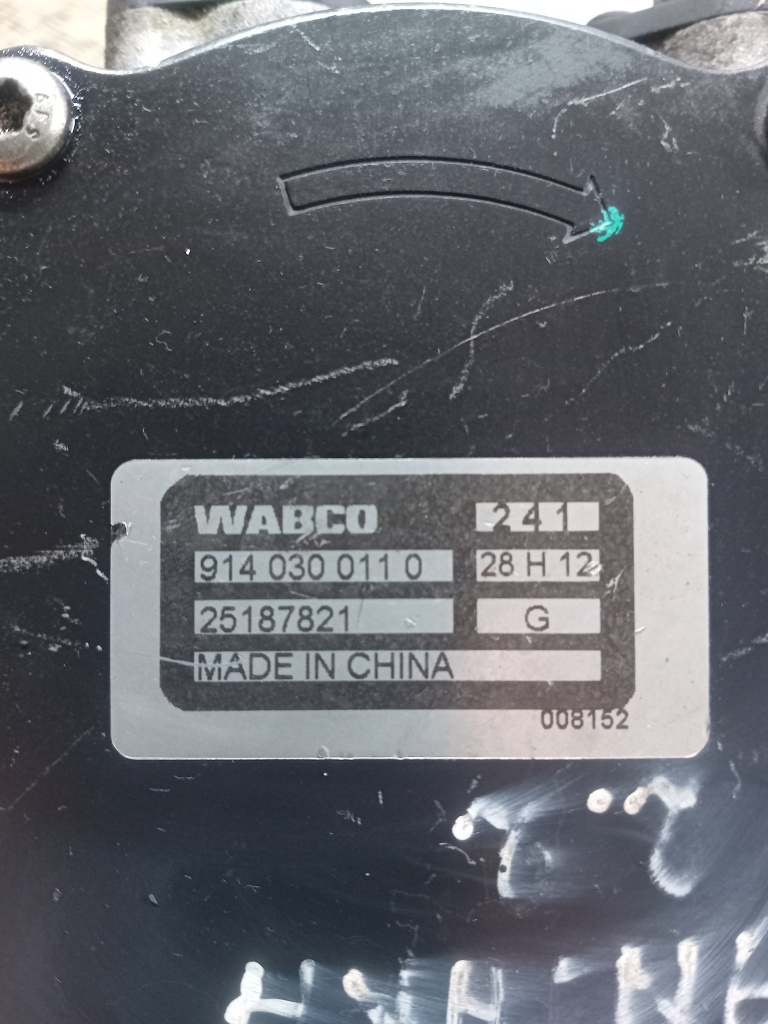 WABCO 241
914 030 011 0 28 H 12
25187821 G
MADE IN CHINA
008152